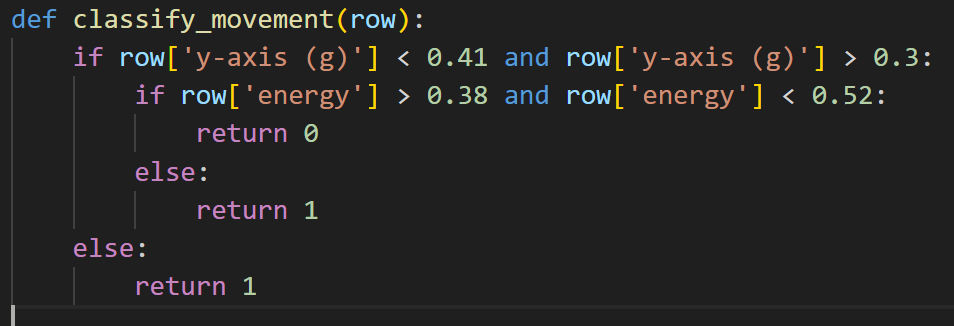 def classify_movement(row):
    if row['y-axis (g)'] < 0.41 and row['y-axis (g)'] > 0.3:
        if row['energy'] > 0.38 and row['energy'] < 0.52:
            return 0
        else:
            return 1
    else:
        return 1